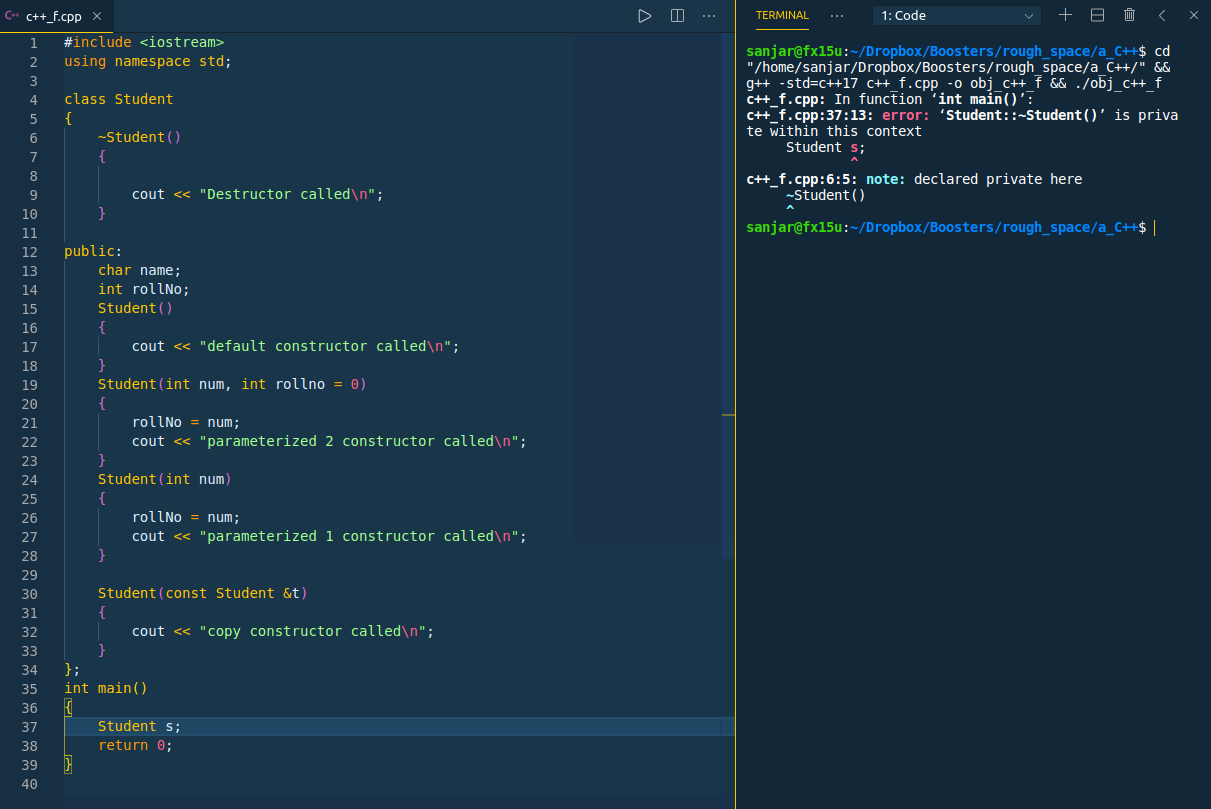 C++ c++_f.cpp ×
1 #include <iostream>
2 using namespace std;
3
4 class Student
5 {
6     ~Student()
7     {
8
9         cout << "Destructor called\n";
10     }
11
12 public:
13     char name;
14     int rollNo;
15     Student()
16     {
17         cout << "default constructor called\n";
18     }
19     Student(int num, int rollno = 0)
20     {
21         rollNo = num;
22         cout << "parameterized 2 constructor called\n";
23     }
24     Student(int num)
25     {
26         rollNo = num;
27         cout << "parameterized 1 constructor called\n";
28     }
29
30     Student(const Student &t)
31     {
32         cout << "copy constructor called\n";
33     }
34 };
35 int main()
36 {
37     Student s;
38     return 0;
39 }
40
TERMINAL ··· 1: Code
sanjar@fx15u:~/Dropbox/Boosters/rough_space/a_C++$ cd
"/home/sanjar/Dropbox/Boosters/rough_space/a_C++/" &&
g++ -std=c++17 c++_f.cpp -o obj_c++_f && ./obj_c++_f
c++_f.cpp: In function ‘int main()’:
c++_f.cpp:37:13: error: ‘Student::~Student()’ is priva
te within this context
     Student s;
             ^
c++_f.cpp:6:5: note: declared private here
     ~Student()
     ^
sanjar@fx15u:~/Dropbox/Boosters/rough_space/a_C++$